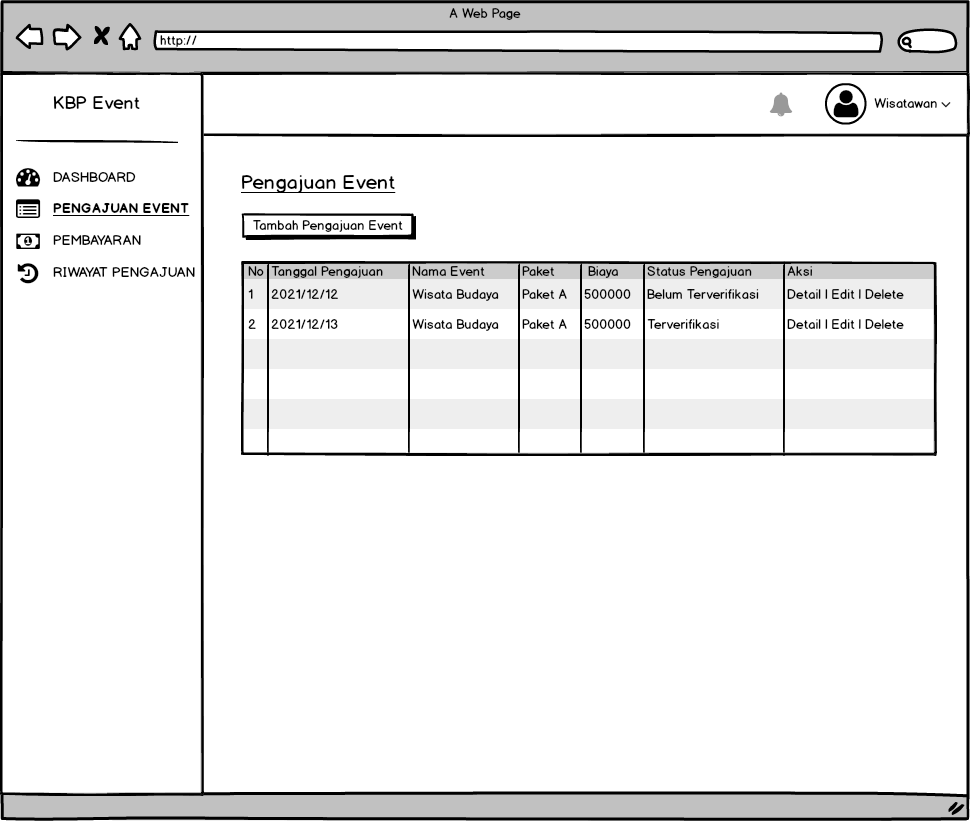 A Web Page
http://
KBP Event
Wisatawan
DASHBOARD
PENGAJUAN EVENT
PEMBAYARAN
RIWAYAT PENGAJUAN
Pengajuan Event
Tambah Pengajuan Event
No Tanggal Pengajuan Nama Event Paket Biaya Status Pengajuan Aksi
1 2021/12/12 Wisata Budaya Paket A 500000 Belum Terverifikasi Detail | Edit | Delete
2 2021/12/13 Wisata Budaya Paket A 500000 Terverifikasi Detail | Edit | Delete